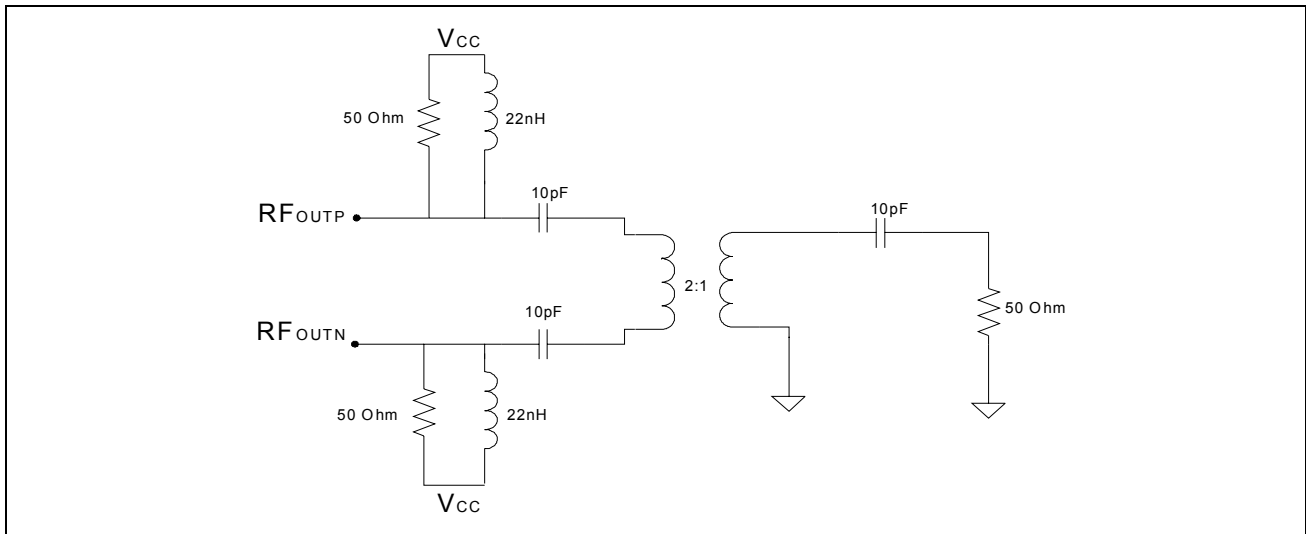 VCC
50 Ohm
22nH
10pF
10pF
RFOUTP
2:1
10pF
50 Ohm
RFOUTN
50 Ohm
22nH
VCC